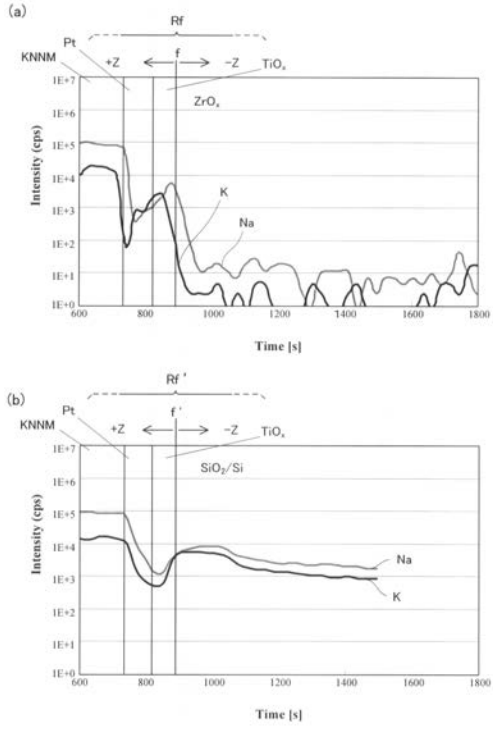 (a)
Rf
Pt
KNNM
+Z
f
-Z
TiOₓ
ZrOₓ
1E+7
1E+6
1E+5
1E+4
1E+3
1E+2
1E+1
1E+0
Intensity (cps)
K
Na
600 800 1000 1200 1400 1600 1800
Time [s]
(b)
Rf'
Pt
KNNM
+Z
f'
-Z
TiOₓ
SiO₂/Si
1E+7
1E+6
1E+5
1E+4
1E+3
1E+2
1E+1
1E+0
Intensity (cps)
Na
K
600 800 1000 1200 1400 1600 1800
Time [s]